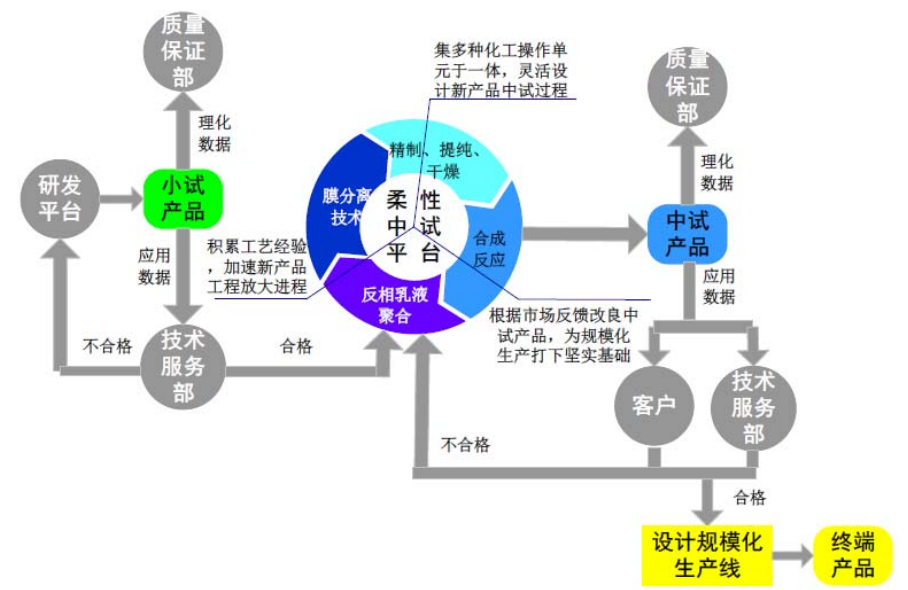 质量
保证
部
理化
数据
研发
平台
小试
产品
应用
数据
不合格
技术
服务
部
合格
集多种化工操作单
元于一体，灵活设
计新产品中试过程
精制、提纯、
干燥
膜分离
技术
柔 性
中 试
平 台
合成
反应
反相乳液
聚合
积累工艺经验
，加速新产品
工程放大进程
根据市场反馈改良中
试产品，为规模化
生产打下坚实基础
质量
保证
部
理化
数据
中试
产品
应用
数据
客户
技术
服务
部
不合格
合格
设计规模化
生产线
终端
产品